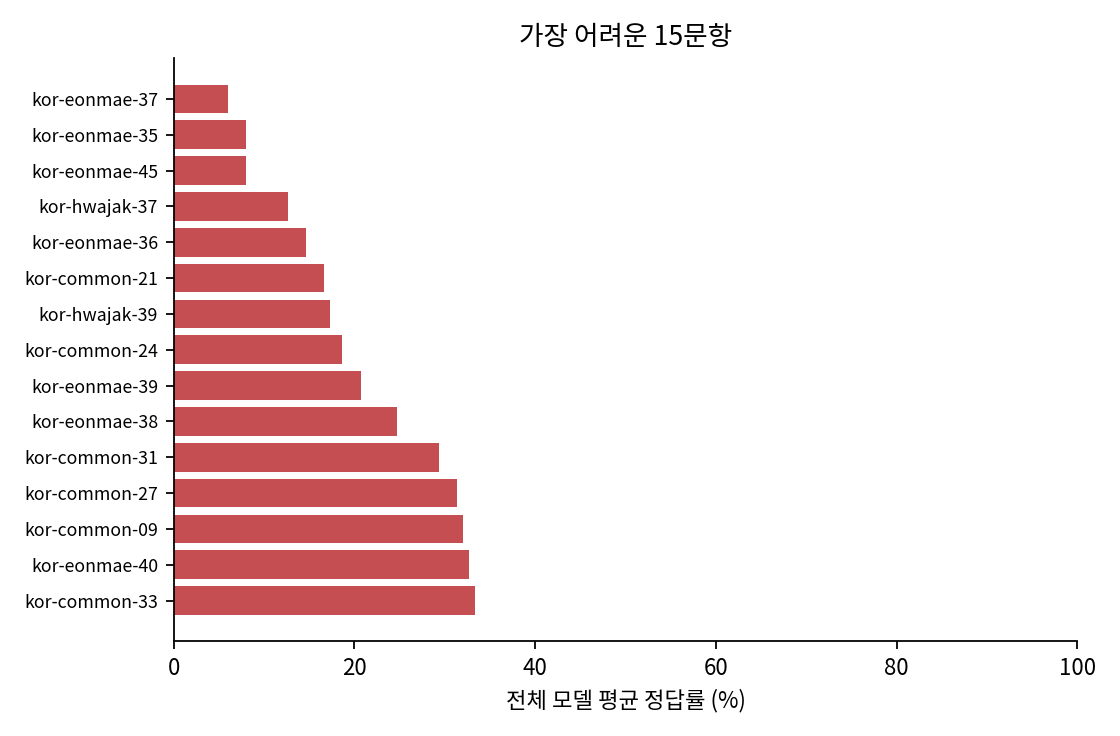 가장 어려운 15문항
kor-eonmae-37
kor-eonmae-35
kor-eonmae-45
kor-hwajak-37
kor-eonmae-36
kor-common-21
kor-hwajak-39
kor-common-24
kor-eonmae-39
kor-eonmae-38
kor-common-31
kor-common-27
kor-common-09
kor-eonmae-40
kor-common-33
0 20 40 60 80 100
전체 모델 평균 정답률 (%)